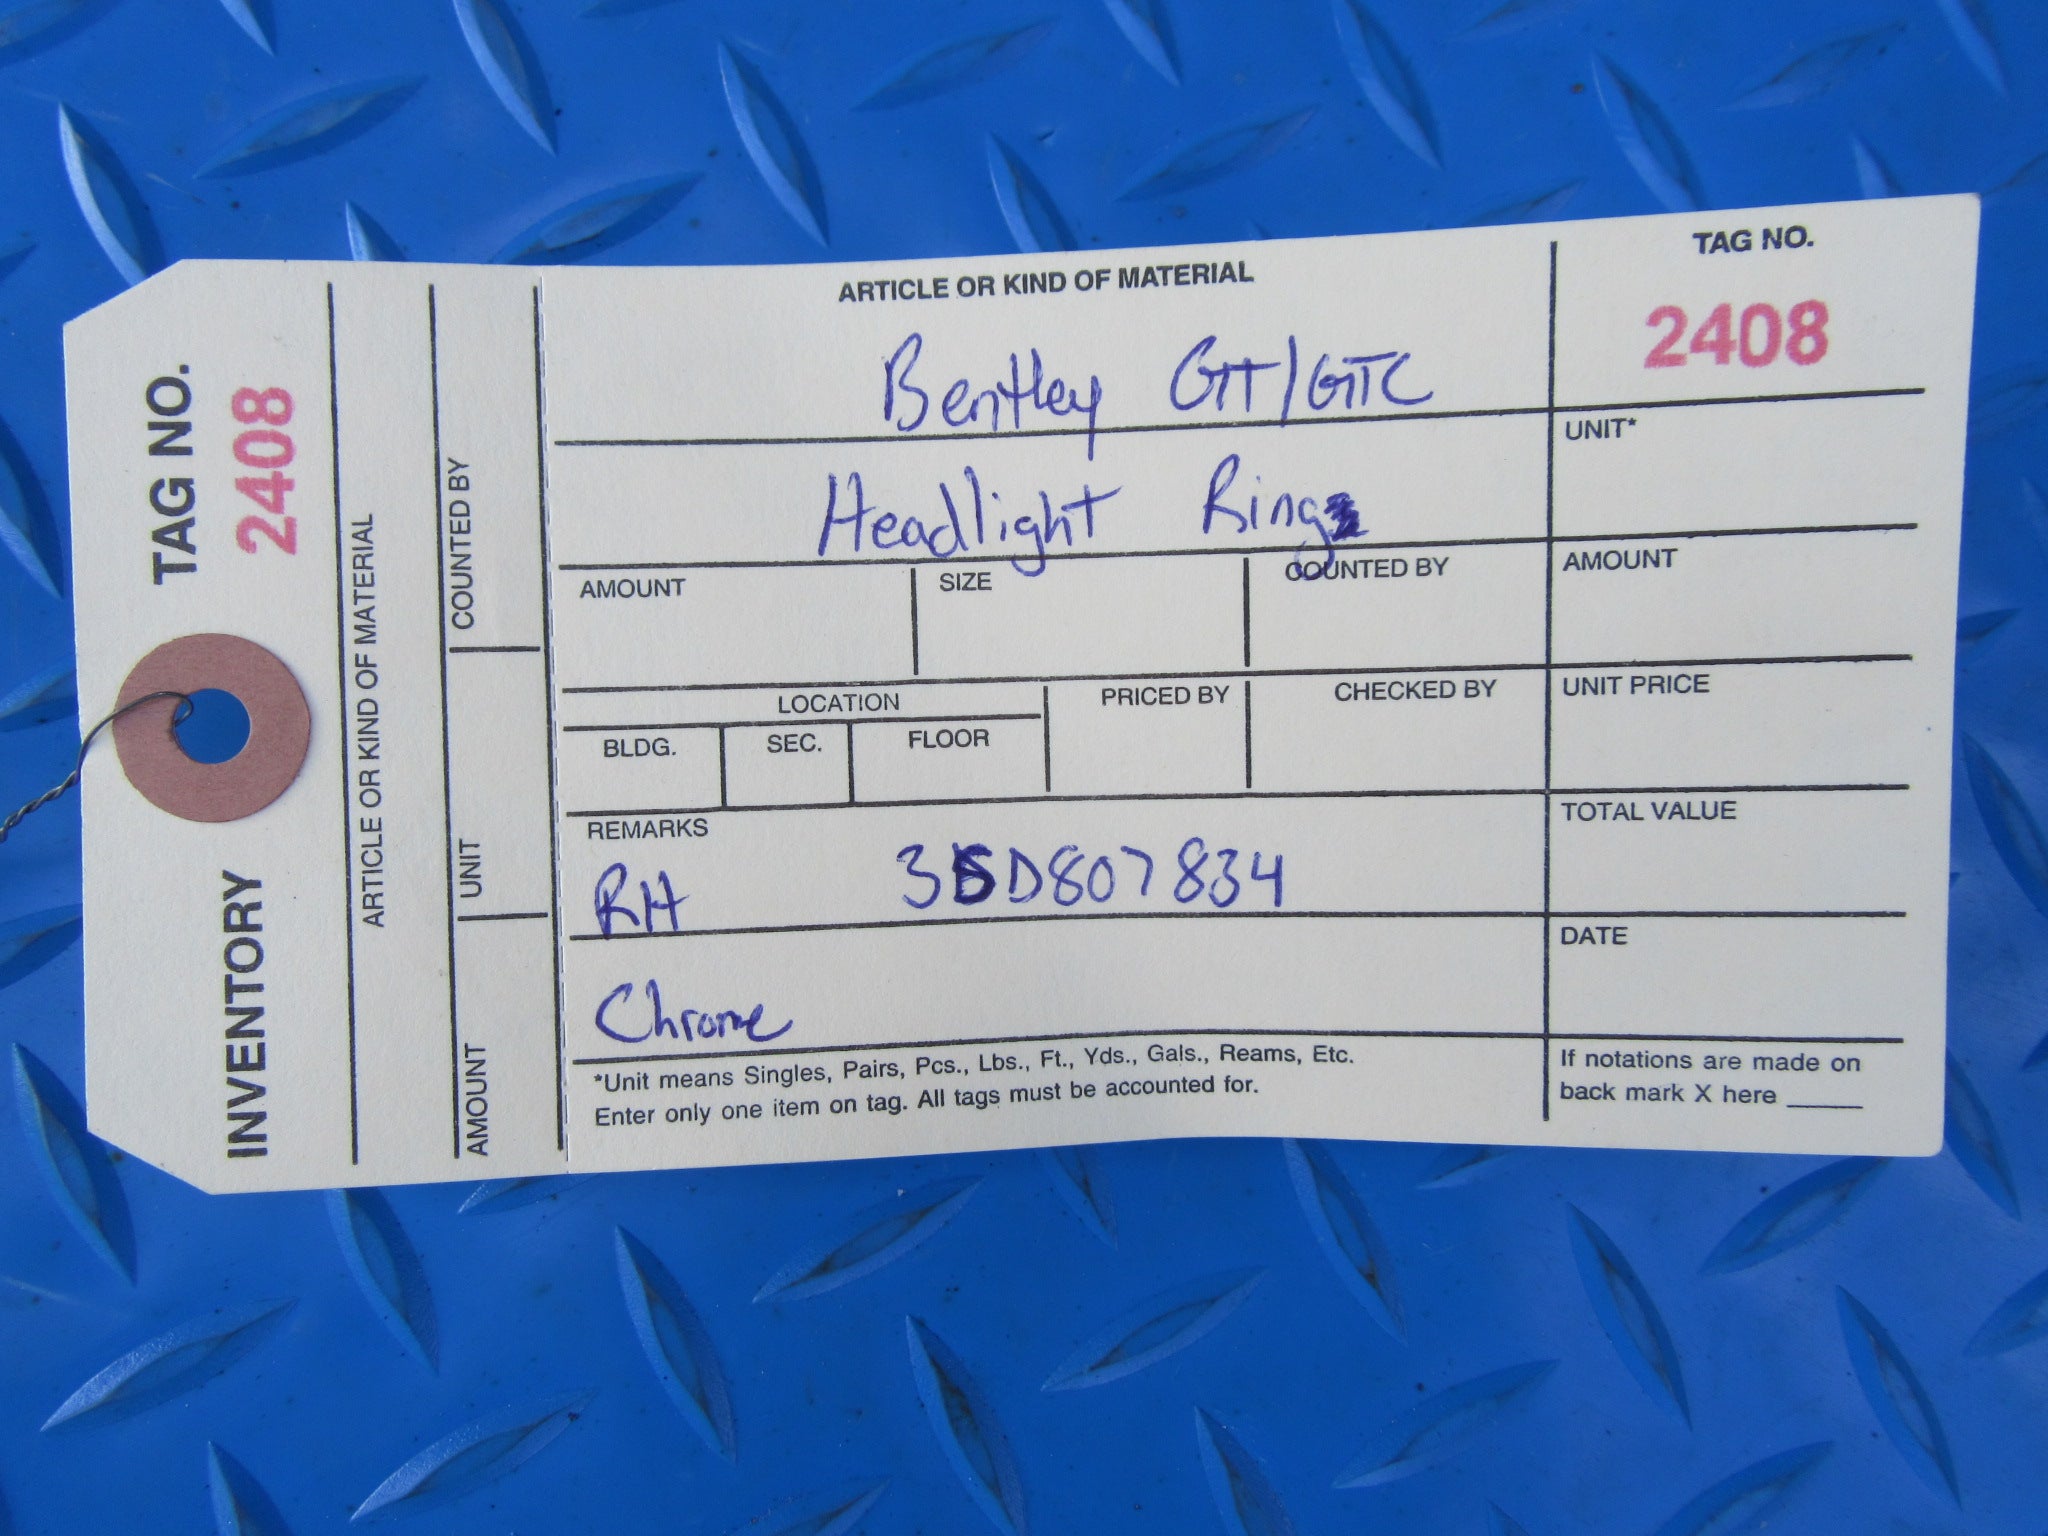 TAG NO. 2408
INVENTORY
ARTICLE OR KIND OF MATERIAL
COUNTED BY
UNIT
AMOUNT
ARTICLE OR KIND OF MATERIAL
Bentley GT/GTC
Headlight Ring
TAG NO.
2408
UNIT*
AMOUNT
SIZE
COUNTED BY
AMOUNT
LOCATION
PRICED BY
CHECKED BY
UNIT PRICE
BLDG.
SEC.
FLOOR
REMARKS
TOTAL VALUE
RH 3SD807834
DATE
Chrome
*Unit means Singles, Pairs, Pcs., Lbs., Ft., Yds., Gals., Reams, Etc.
Enter only one item on tag. All tags must be accounted for.
If notations are made on
back mark X here